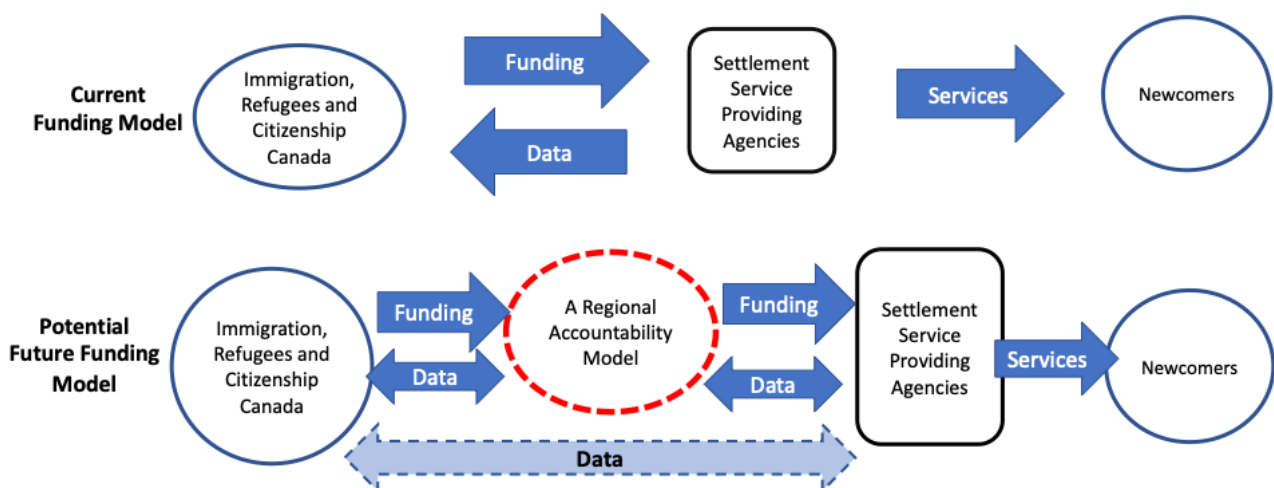 Current
Funding Model
Immigration,
Refugees and
Citizenship
Canada
Funding
Data
Settlement
Service
Providing
Agencies
Services
Newcomers
Potential
Future Funding
Model
Immigration,
Refugees and
Citizenship
Canada
Funding
Data
A Regional
Accountability
Model
Funding
Data
Settlement
Service
Providing
Agencies
Services
Newcomers
Data